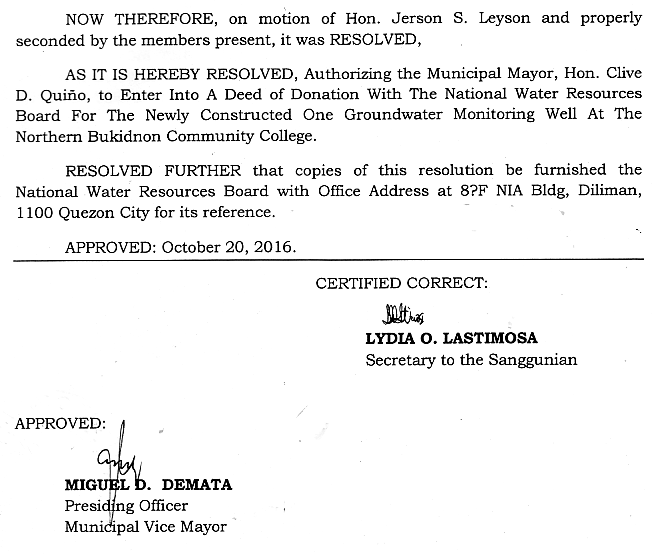 NOW THEREFORE, on motion of Hon. Jerson S. Leyson and properly
seconded by the members present, it was RESOLVED,
AS IT IS HEREBY RESOLVED, Authorizing the Municipal Mayor, Hon. Clive
D. Quiño, to Enter Into A Deed of Donation With The National Water Resources
Board For The Newly Constructed One Groundwater Monitoring Well At The
Northern Bukidnon Community College.
RESOLVED FURTHER that copies of this resolution be furnished the
National Water Resources Board with Office Address at 8?F NIA Bldg, Diliman,
1100 Quezon City for its reference.
APPROVED: October 20, 2016.
CERTIFIED CORRECT:
LYDIA O. LASTIMOSA
Secretary to the Sanggunian
APPROVED:
MIGUEL D. DEMATA
Presiding Officer
Municipal Vice Mayor